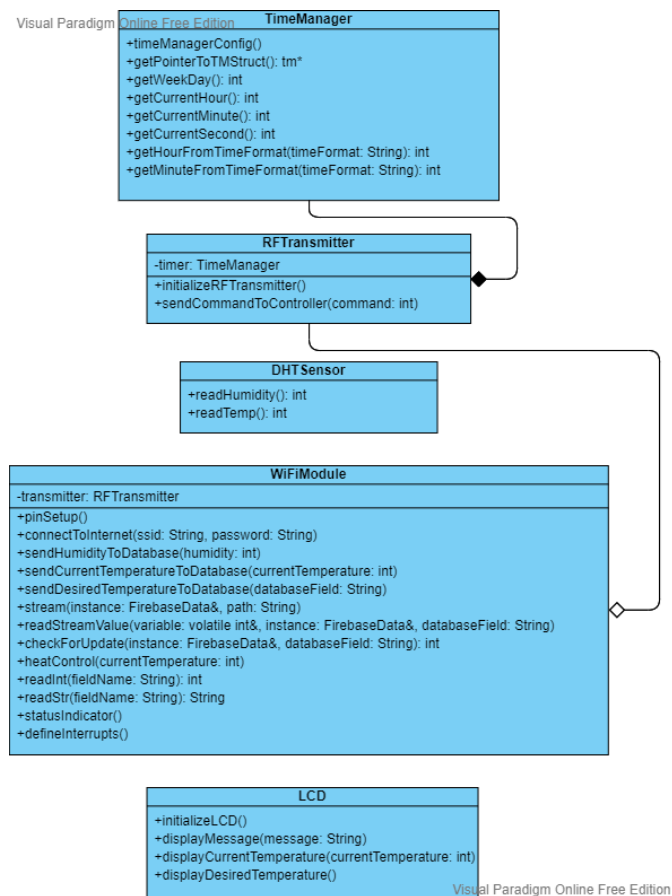 Visual Paradigm Online Free Edition
TimeManager
+timeManagerConfig()
+getPointerToTMStruct(): tm*
+getWeekDay(): int
+getCurrentHour(): int
+getCurrentMinute(): int
+getCurrentSecond(): int
+getHourFromTimeFormat(timeFormat: String): int
+getMinuteFromTimeFormat(timeFormat: String): int
RFTransmitter
-timer: TimeManager
+initializeRFTransmitter()
+sendCommandToController(command: int)
DHTSensor
+readHumidity(): int
+readTemp(): int
WiFiModule
-transmitter: RFTransmitter
+pinSetup()
+connectToInternet(ssid: String, password: String)
+sendHumidityToDatabase(humidity: int)
+sendCurrentTemperatureToDatabase(currentTemperature: int)
+sendDesiredTemperatureToDatabase(databaseField: String)
+stream(instance: FirebaseData&, path: String)
+readStreamValue(variable: volatile int&, instance: FirebaseData&, databaseField: String)
+checkForUpdate(instance: FirebaseData&, databaseField: String): int
+heatControl(currentTemperature: int)
+readInt(fieldName: String): int
+readStr(fieldName: String): String
+statusIndicator()
+defineInterrupts()
LCD
+initializeLCD()
+displayMessage(message: String)
+displayCurrentTemperature(currentTemperature: int)
+displayDesiredTemperature()
Visual Paradigm Online Free Edition